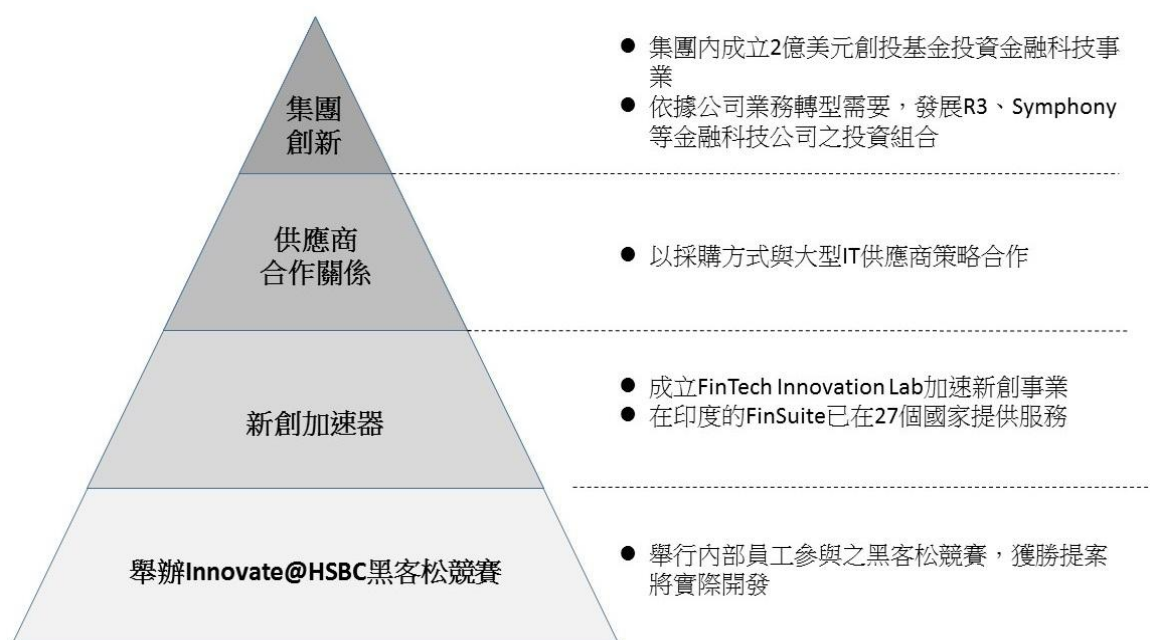 集團
創新
● 集團內成立2億美元創投基金投資金融科技事
業
● 依據公司業務轉型需要，發展R3、Symphony
等金融科技公司之投資組合
供應商
合作關係
● 以採購方式與大型IT供應商策略合作
新創加速器
● 成立FinTech Innovation Lab加速新創事業
● 在印度的FinSuite已在27個國家提供服務
舉辦Innovate@HSBC黑客松競賽
● 舉行內部員工參與之黑客松競賽，獲勝提案
將實際開發